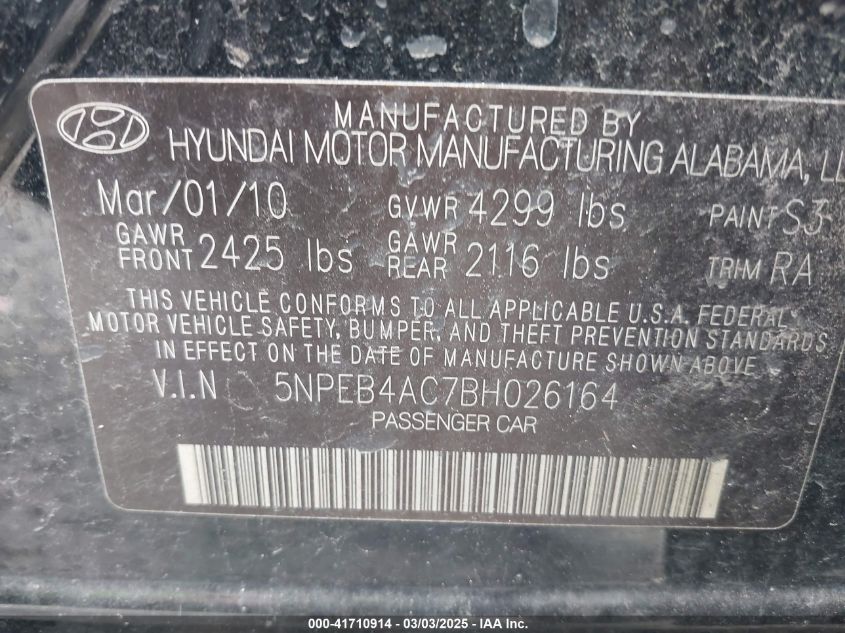 MANUFACTURED BY
HYUNDAI MOTOR MANUFACTURING ALABAMA,
Mar/01/10 GVWR 4299 lbs PAINT S3
GAWR FRONT 2425 lbs GAWR REAR 2116 lbs TRIM RA
THIS VEHICLE CONFORMS TO ALL APPLICABLE U.S.A. FEDERAL
MOTOR VEHICLE SAFETY, BUMPER, AND THEFT PREVENTION STANDARDS
IN EFFECT ON THE DATE OF MANUFACTURE SHOWN ABOVE
V.I.N 5NPEB4AC7BH026164
PASSENGER CAR
000-41710914 - 03/03/2025 - IAA Inc.